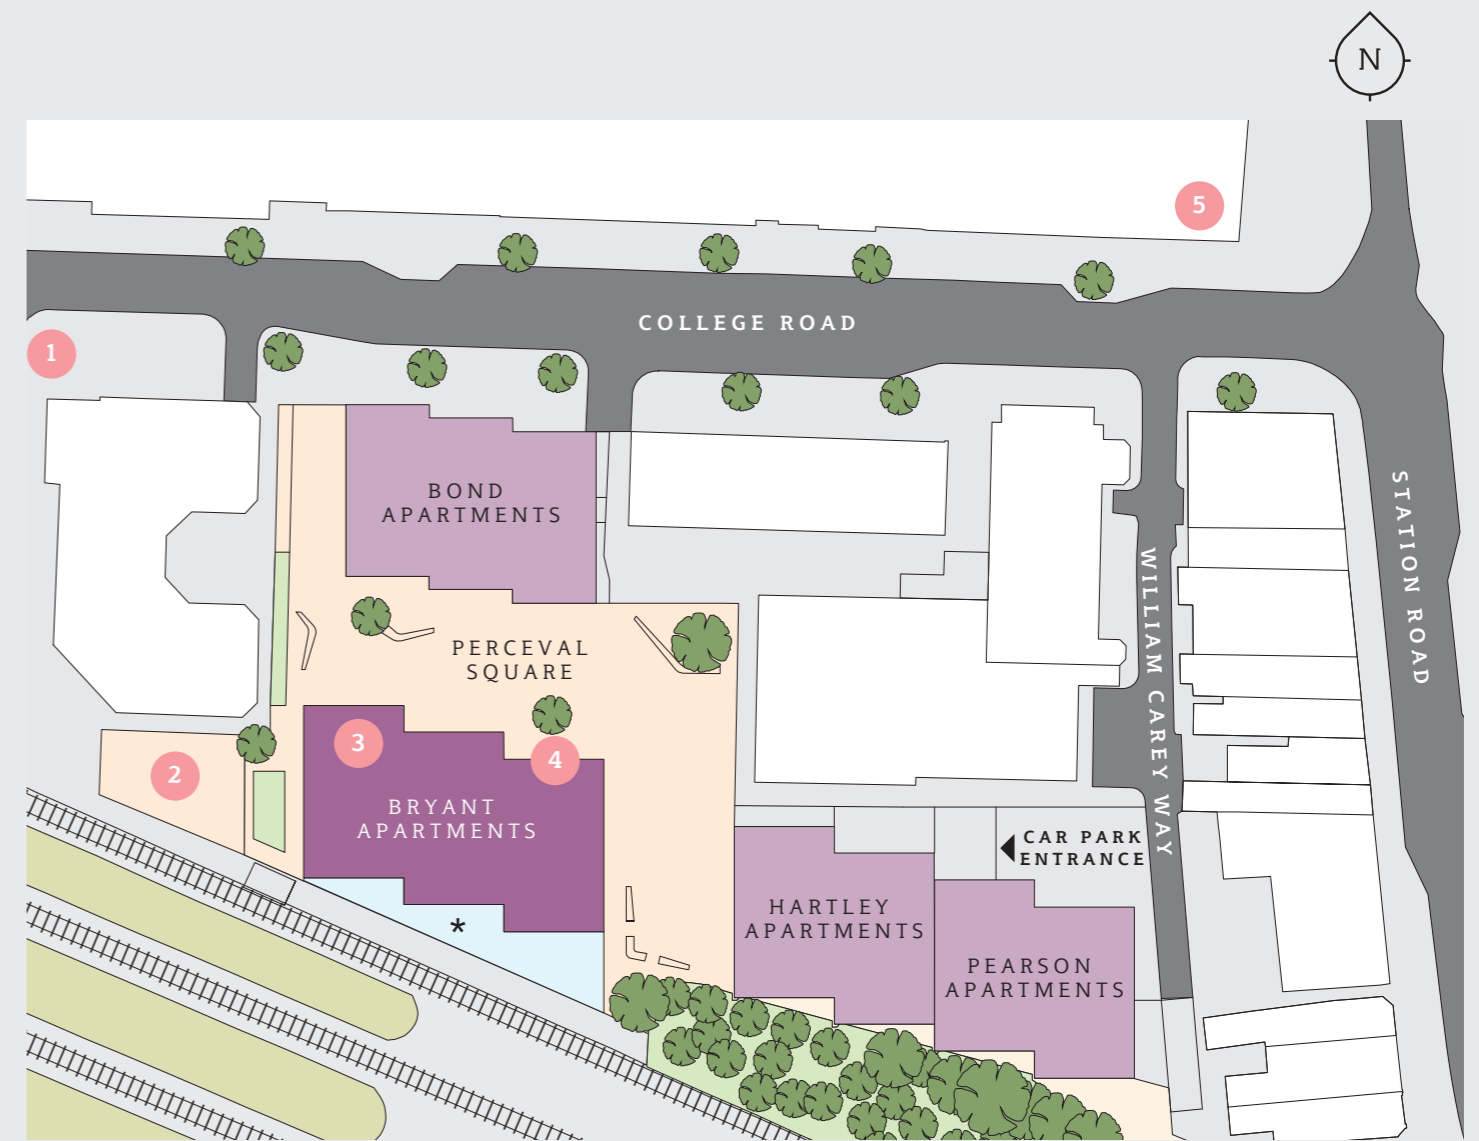 N
5
COLLEGE ROAD
1
BOND
APARTMENTS
STATION ROAD
WILLIAM CAREY WAY
PERCEVAL
SQUARE
3
4
2
BRYANT
APARTMENTS
CAR PARK
ENTRANCE
*
HARTLEY
APARTMENTS
PEARSON
APARTMENTS